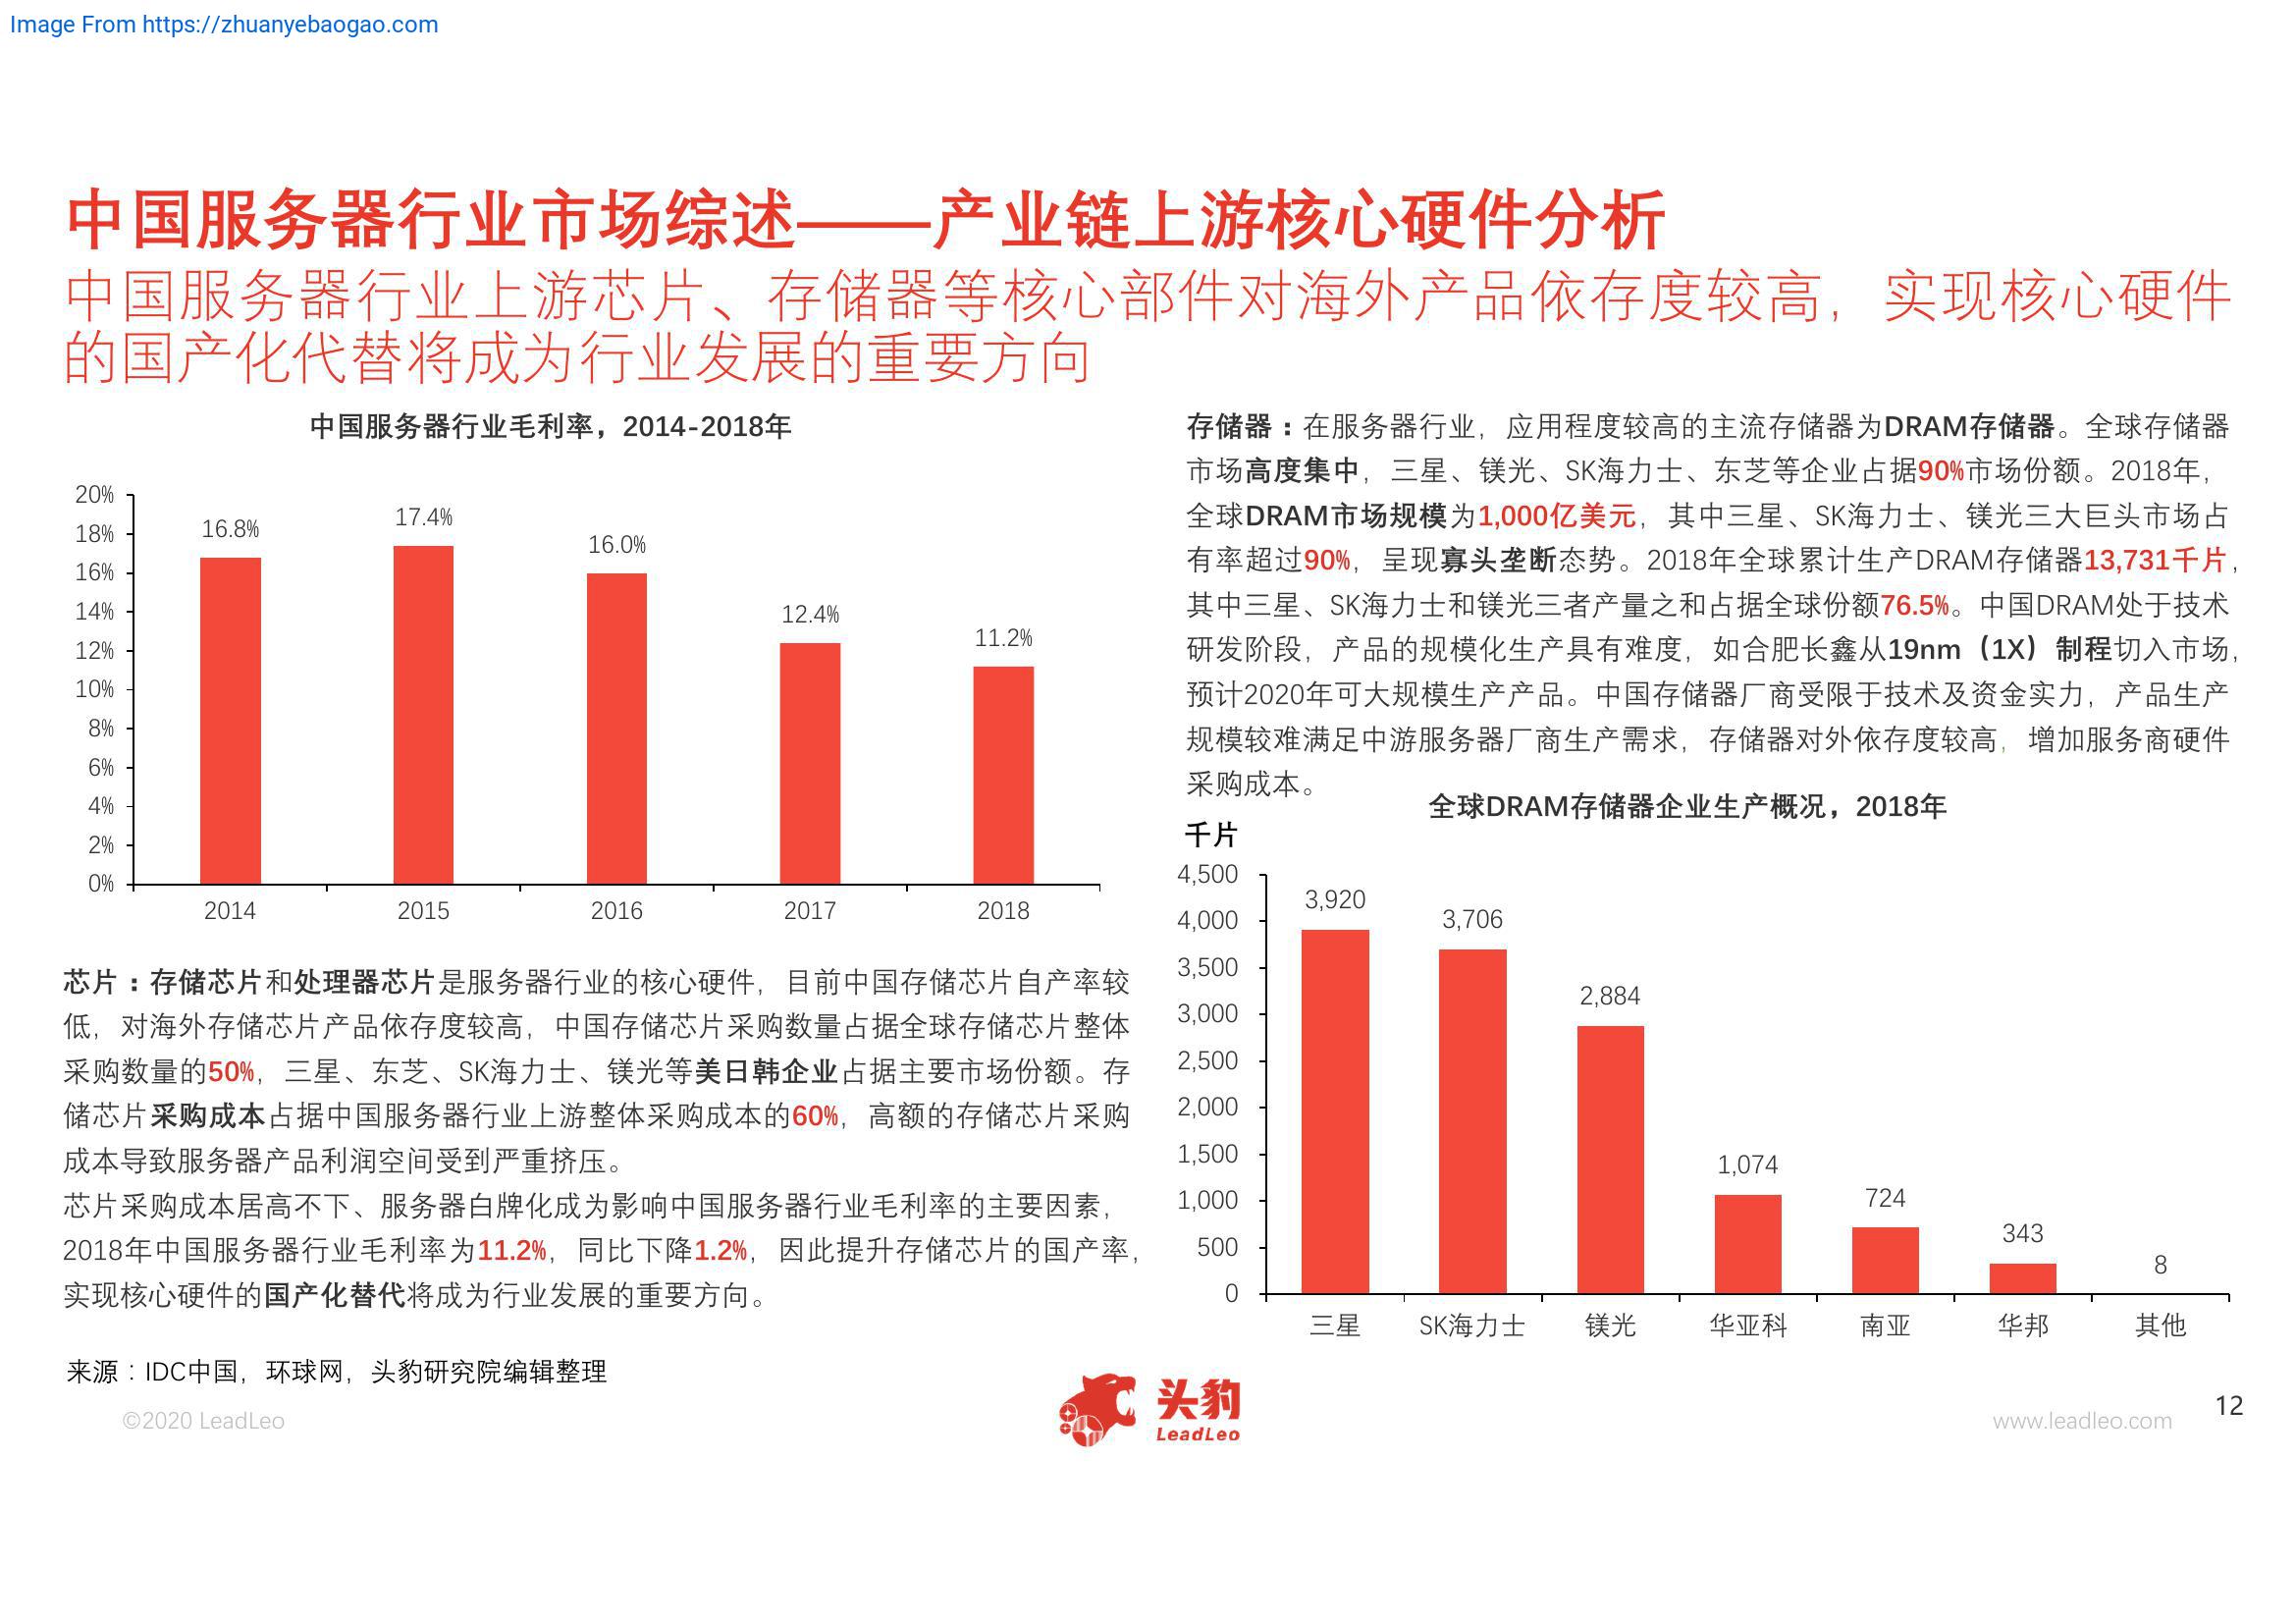 Image From https://zhuanyebaogao.com
中国服务器行业市场综述——产业链上游核心硬件分析
中国服务器行业上游芯片、存储器等核心部件对海外产品依存度较高，实现核心硬件
的国产化代替将成为行业发展的重要方向
中国服务器行业毛利率，2014-2018年
20%
18%
16%
14%
12%
10%
8%
6%
4%
2%
0%
16.8%
17.4%
16.0%
12.4%
11.2%
2014
2015
2016
2017
2018
芯片：存储芯片和处理器芯片是服务器行业的核心硬件，目前中国存储芯片自产率较
低，对海外存储芯片产品依存度较高，中国存储芯片采购数量占据全球存储芯片整体
采购数量的50%，三星、东芝、SK海力士、镁光等美日韩企业占据主要市场份额。存
储芯片采购成本占据中国服务器行业上游整体采购成本的60%，高额的存储芯片采购
成本导致服务器产品利润空间受到严重挤压。
芯片采购成本居高不下、服务器白牌化成为影响中国服务器行业毛利率的主要因素，
2018年中国服务器行业毛利率为11.2%，同比下降1.2%，因此提升存储芯片的国产率，
实现核心硬件的国产化替代将成为行业发展的重要方向。
存储器：在服务器行业，应用程度较高的主流存储器为DRAM存储器。全球存储器
市场高度集中，三星、镁光、SK海力士、东芝等企业占据90%市场份额。2018年，
全球DRAM市场规模为1,000亿美元，其中三星、SK海力士、镁光三大巨头市场占
有率超过90%，呈现寡头垄断态势。2018年全球累计生产DRAM存储器13,731千片，
其中三星、SK海力士和镁光三者产量之和占据全球份额76.5%。中国DRAM处于技术
研发阶段，产品的规模化生产具有难度，如合肥长鑫从19nm（1X）制程切入市场，
预计2020年可大规模生产产品。中国存储器厂商受限于技术及资金实力，产品生产
规模较难满足中游服务器厂商生产需求，存储器对外依存度较高，增加服务商硬件
采购成本。
全球DRAM存储器企业生产概况，2018年
千片
4,500
4,000
3,500
3,000
2,500
2,000
1,500
1,000
500
0
3,920
3,706
2,884
1,074
724
343
8
三星
SK海力士
镁光
华亚科
南亚
华邦
其他
来源：IDC中国，环球网，头豹研究院编辑整理
©2020 LeadLeo
头豹
LeadLeo
www.leadleo.com
12